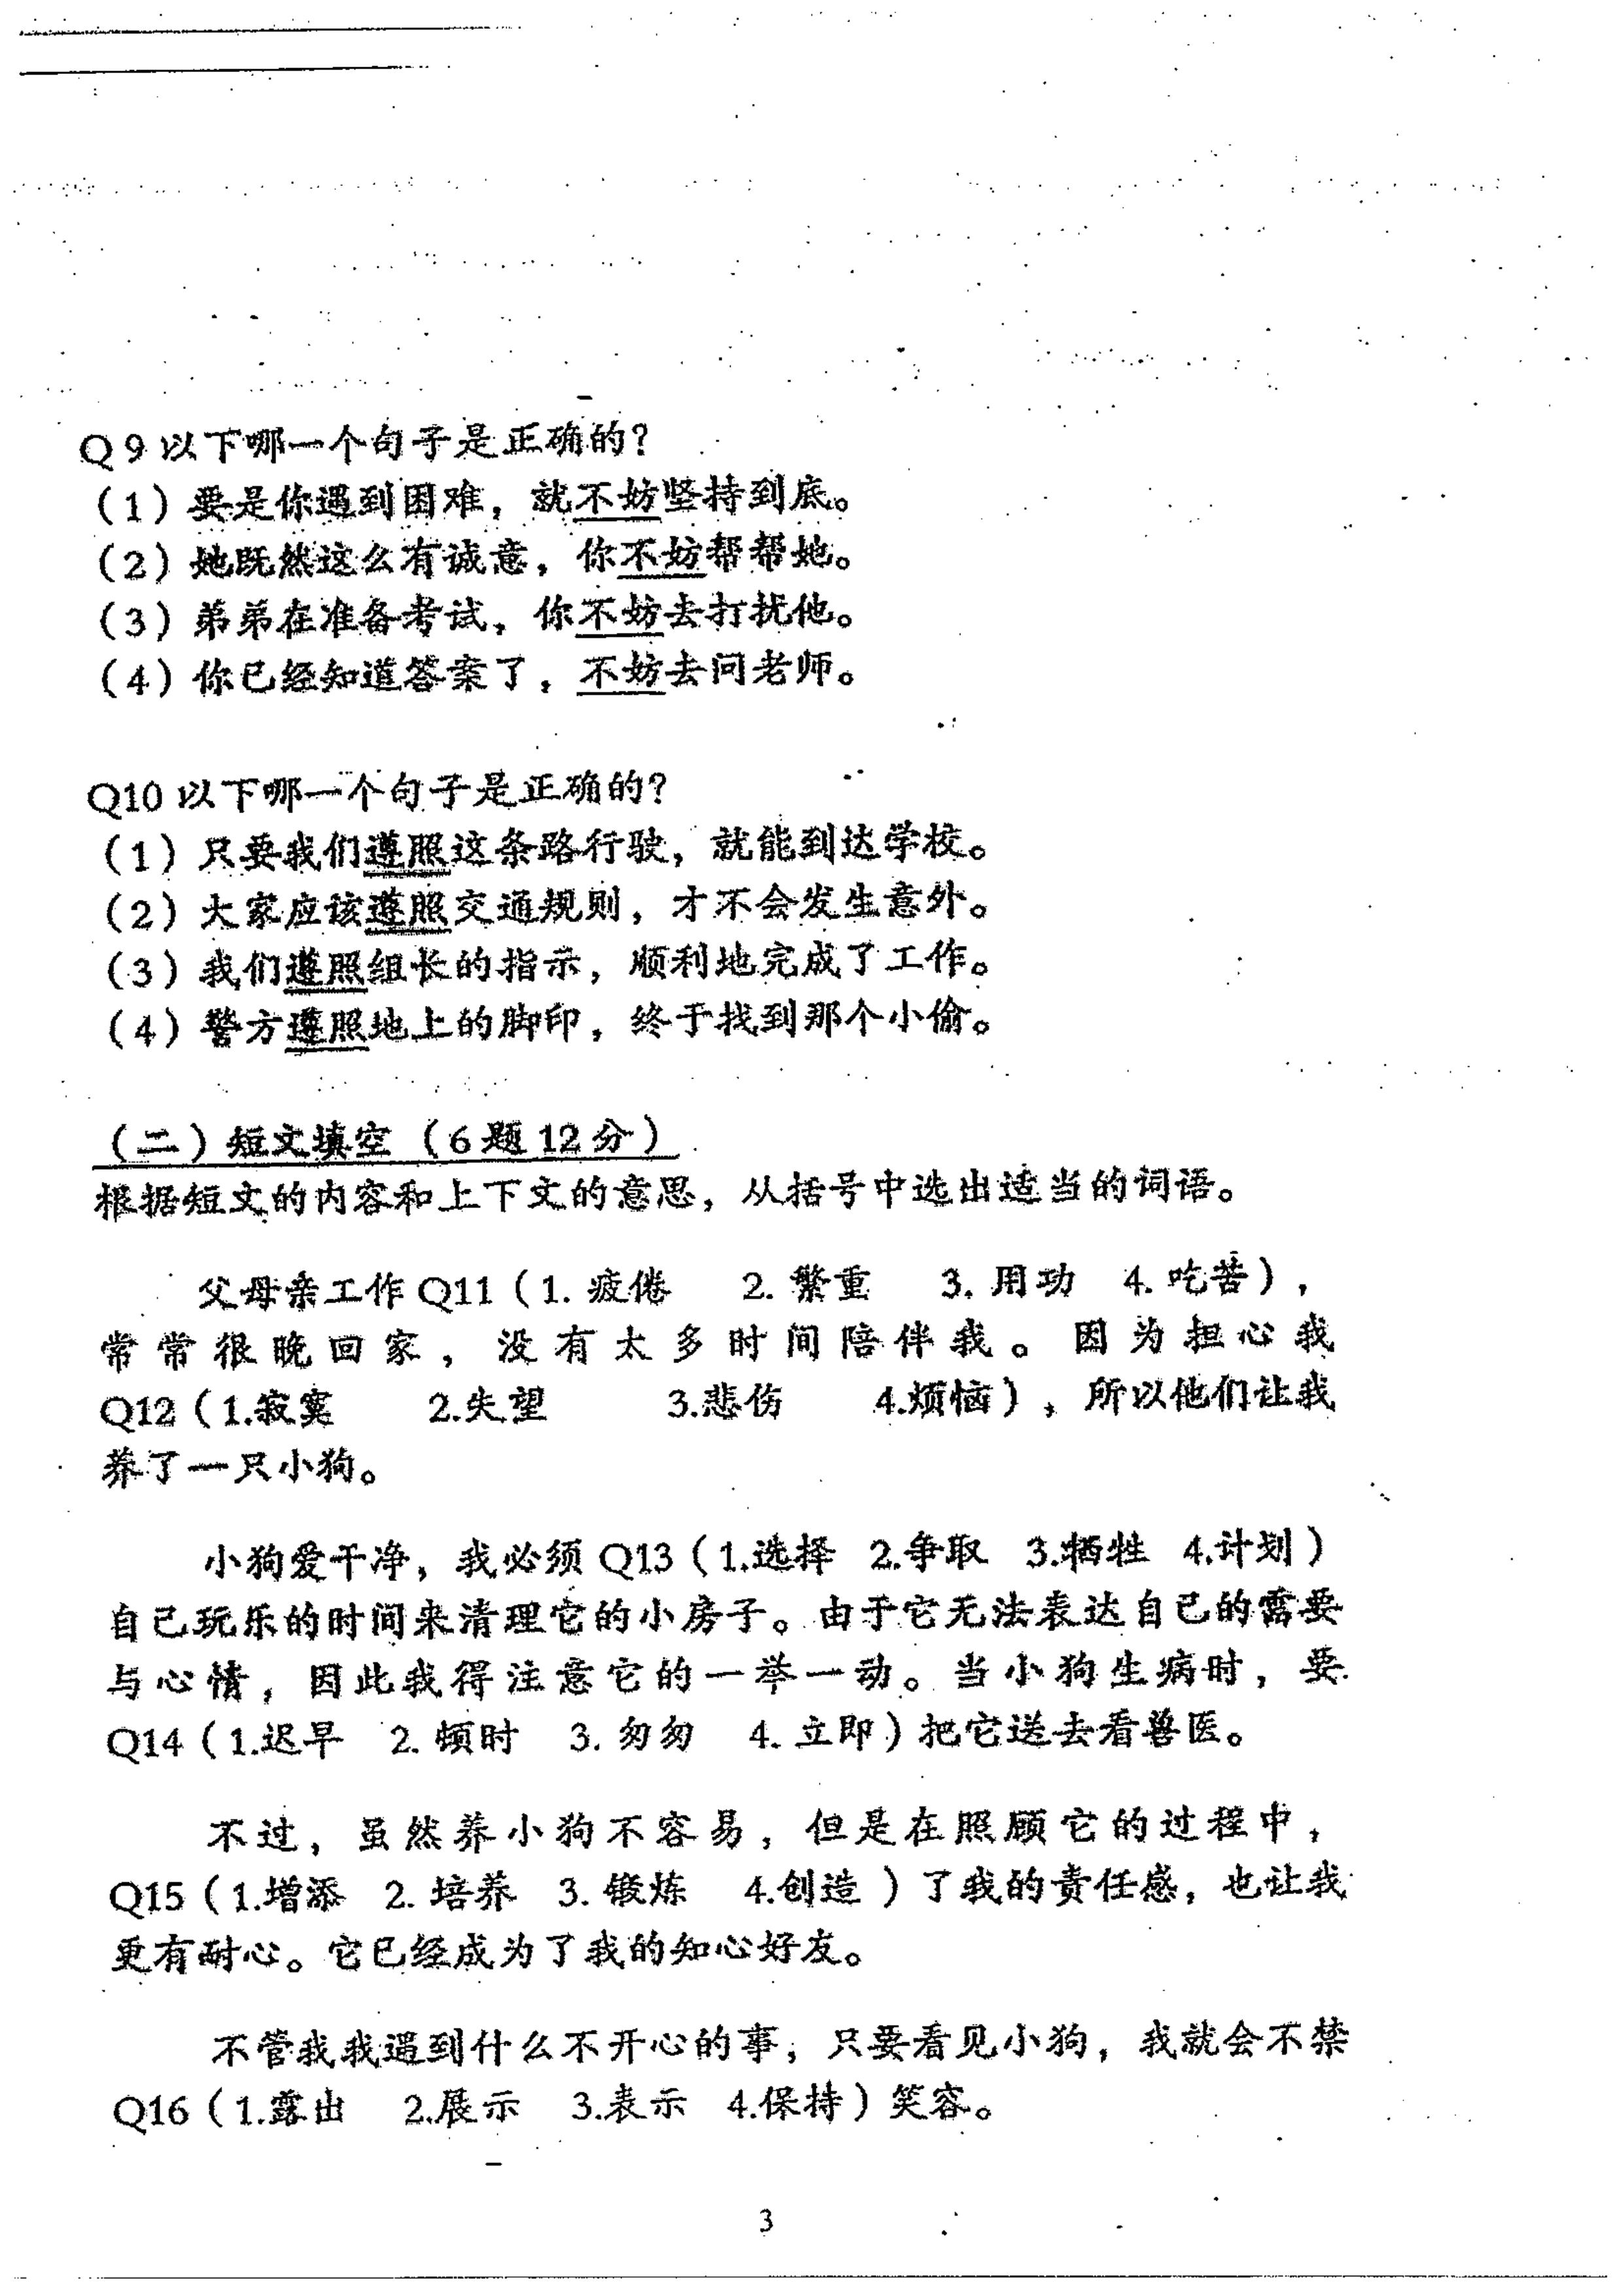 Q 9 以下哪一个句子是正确的？
（1）要是你遇到困难，就不妨坚持到底。
（2）她既然这么有诚意，你不妨帮帮她。
（3）弟弟在准备考试，你不妨去打扰他。
（4）你已经知道答案了，不妨去问老师。
Q10 以下哪一个句子是正确的？
（1）只要我们遵照这条路行驶，就能到达学校。
（2）大家应该遵照交通规则，才不会发生意外。
（3）我们遵照组长的指示，顺利地完成了工作。
（4）警方遵照地上的脚印，终于找到那个小偷。
（二）短文填空（6 题 12 分）
根据短文的内容和上下文的意思，从括号中选出适当的词语。
父母亲工作 Q11（1. 疲倦 2. 繁重 3. 用功 4. 吃苦），
常常很晚回家，没有太多时间陪伴我。因为担心我
Q12（1.寂寞 2.失望 3.悲伤 4.烦恼），所以他们让我
养了一只小狗。
小狗爱干净，我必须 Q13（1.选择 2.争取 3.牺牲 4.计划）
自己玩乐的时间来清理它的小房子。由于它无法表达自己的需要
与心情，因此我得注意它的一举一动。当小狗生病时，要
Q14（1.迟早 2. 顿时 3. 匆匆 4. 立即）把它送去看兽医。
不过，虽然养小狗不容易，但是在照顾它的过程中，
Q15（1.增添 2. 培养 3. 锻炼 4.创造）了我的责任感，也让我
更有耐心。它已经成为了我的知心好友。
不管我我遇到什么不开心的事，只要看见小狗，我就会不禁
Q16（1.露出 2.展示 3.表示 4.保持）笑容。
3